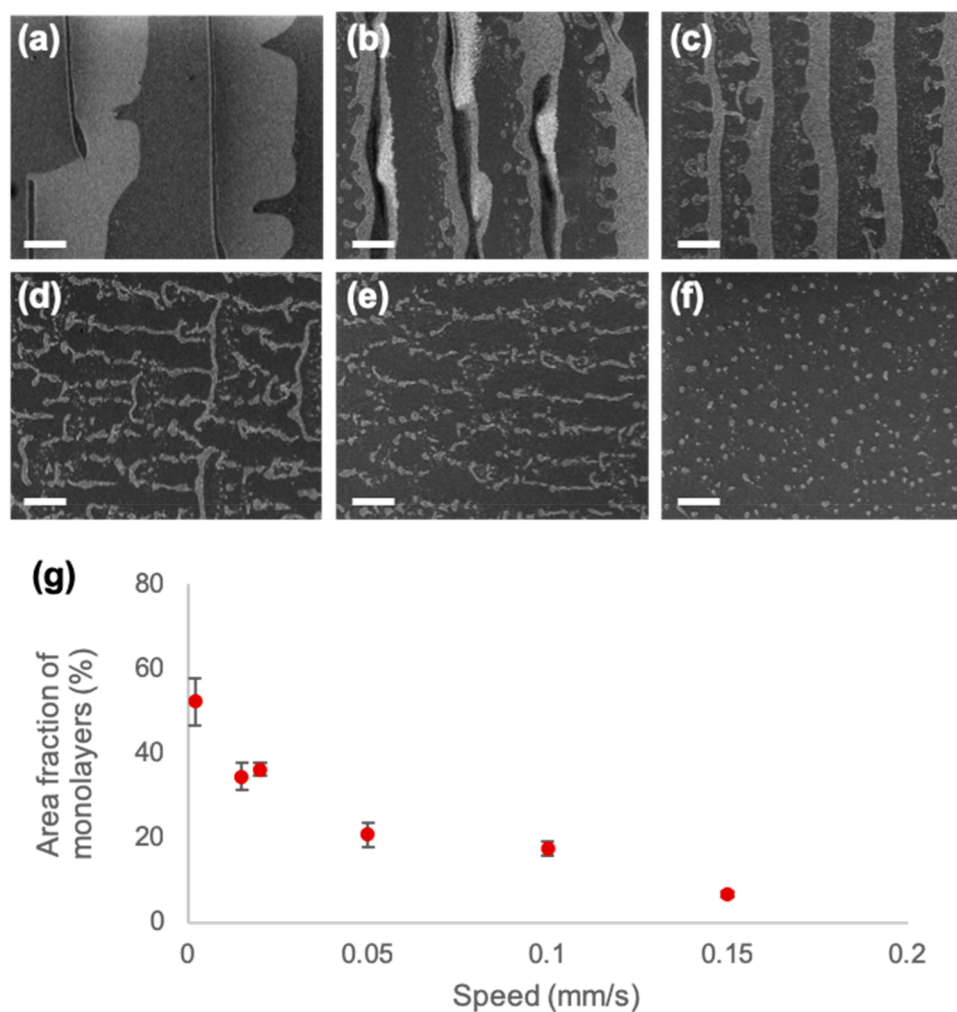 (a)
(b)
(c)
(d)
(e)
(f)
(g)
80
60
40
20
0
Area fraction of
monolayers (%)
0
0.05
0.1
0.15
0.2
Speed (mm/s)